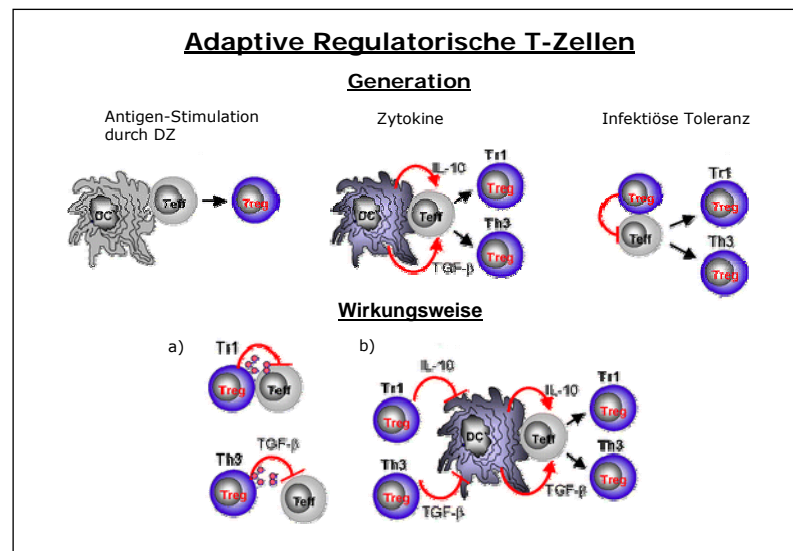 Adaptive Regulatorische T-Zellen
Generation
Antigen-Stimulation
durch DZ
Zytokine
Infektiöse Toleranz
DC
Teff
Treg
DC
IL-10
Teff
TGF-β
Tr1
Treg
Th3
Treg
Treg
Teff
Tr1
Treg
Th3
Treg
Wirkungsweise
a)
Tr1
Treg
Teff
Th3
TGF-β
Treg
Teff
b)
Tr1
IL-10
Treg
Th3
Treg
TGF-β
DC
IL-10
Teff
TGF-β
Tr1
Treg
Th3
Treg